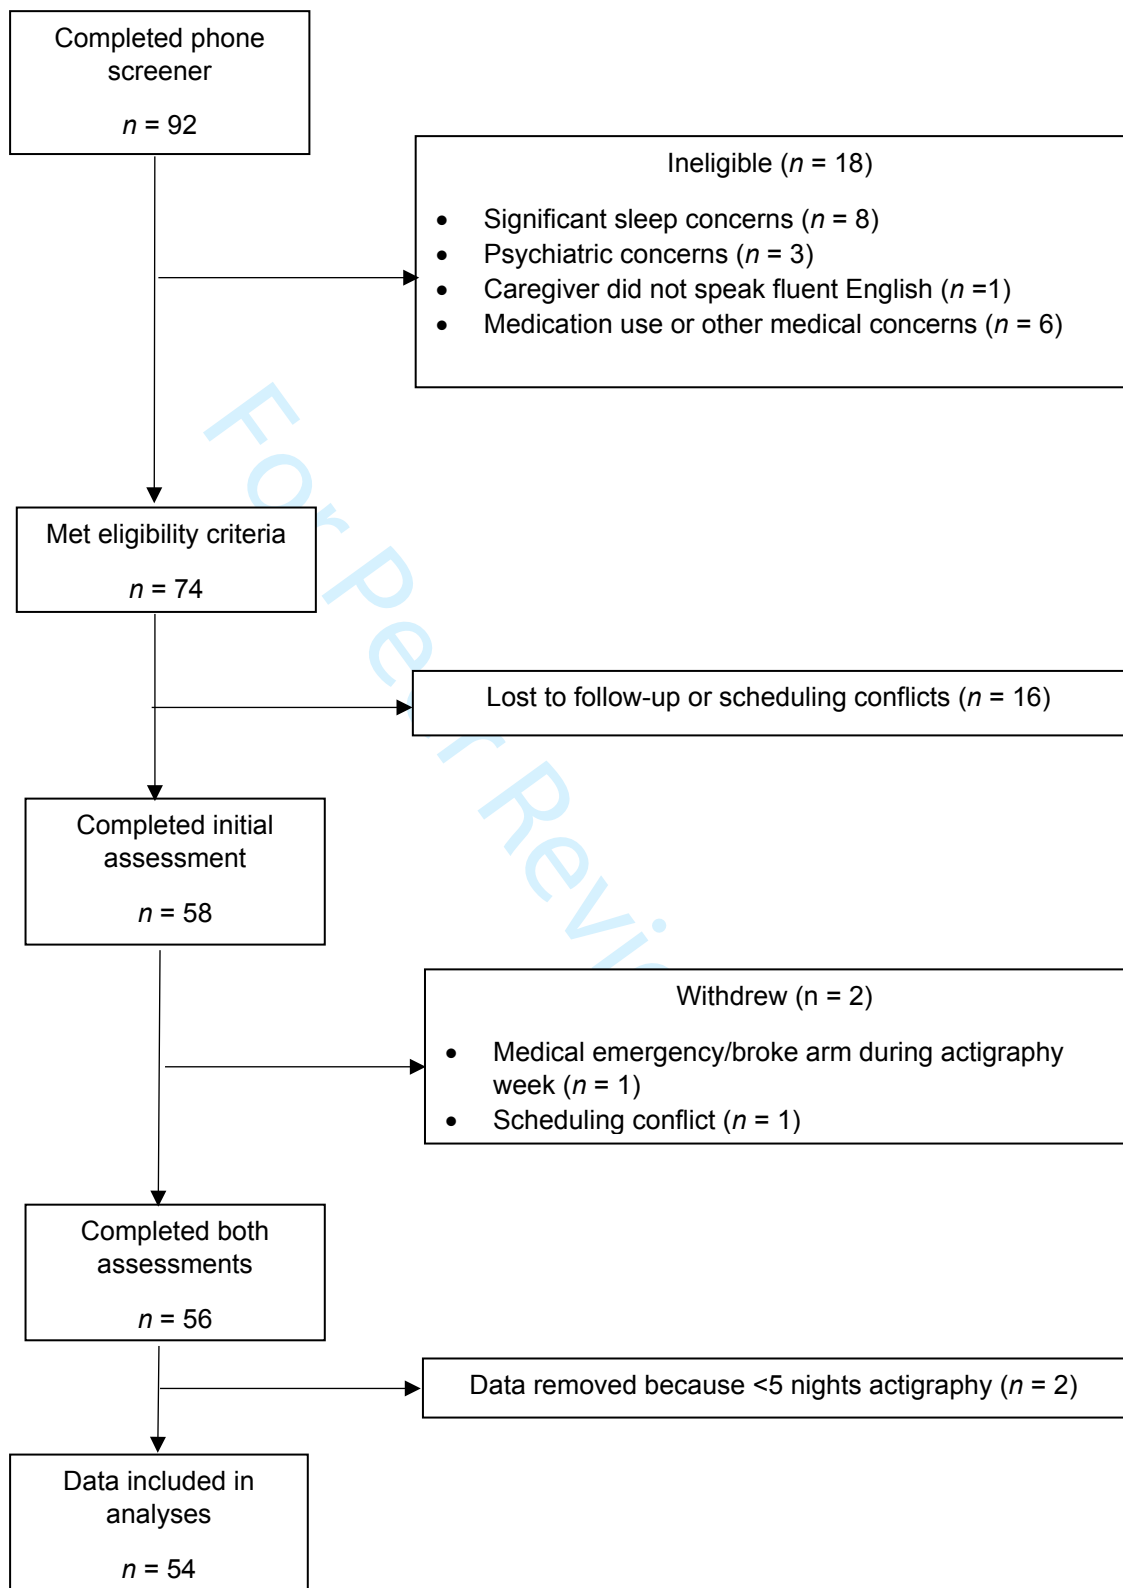 Completed phone
screener
n = 92
Ineligible (n = 18)
• Significant sleep concerns (n = 8)
• Psychiatric concerns (n = 3)
• Caregiver did not speak fluent English (n =1)
• Medication use or other medical concerns (n = 6)
Met eligibility criteria
n = 74
Lost to follow-up or scheduling conflicts (n = 16)
Completed initial
assessment
n = 58
Withdrew (n = 2)
• Medical emergency/broke arm during actigraphy
week (n = 1)
• Scheduling conflict (n = 1)
Completed both
assessments
n = 56
Data removed because <5 nights actigraphy (n = 2)
Data included in
analyses
n = 54
For Peer Revi